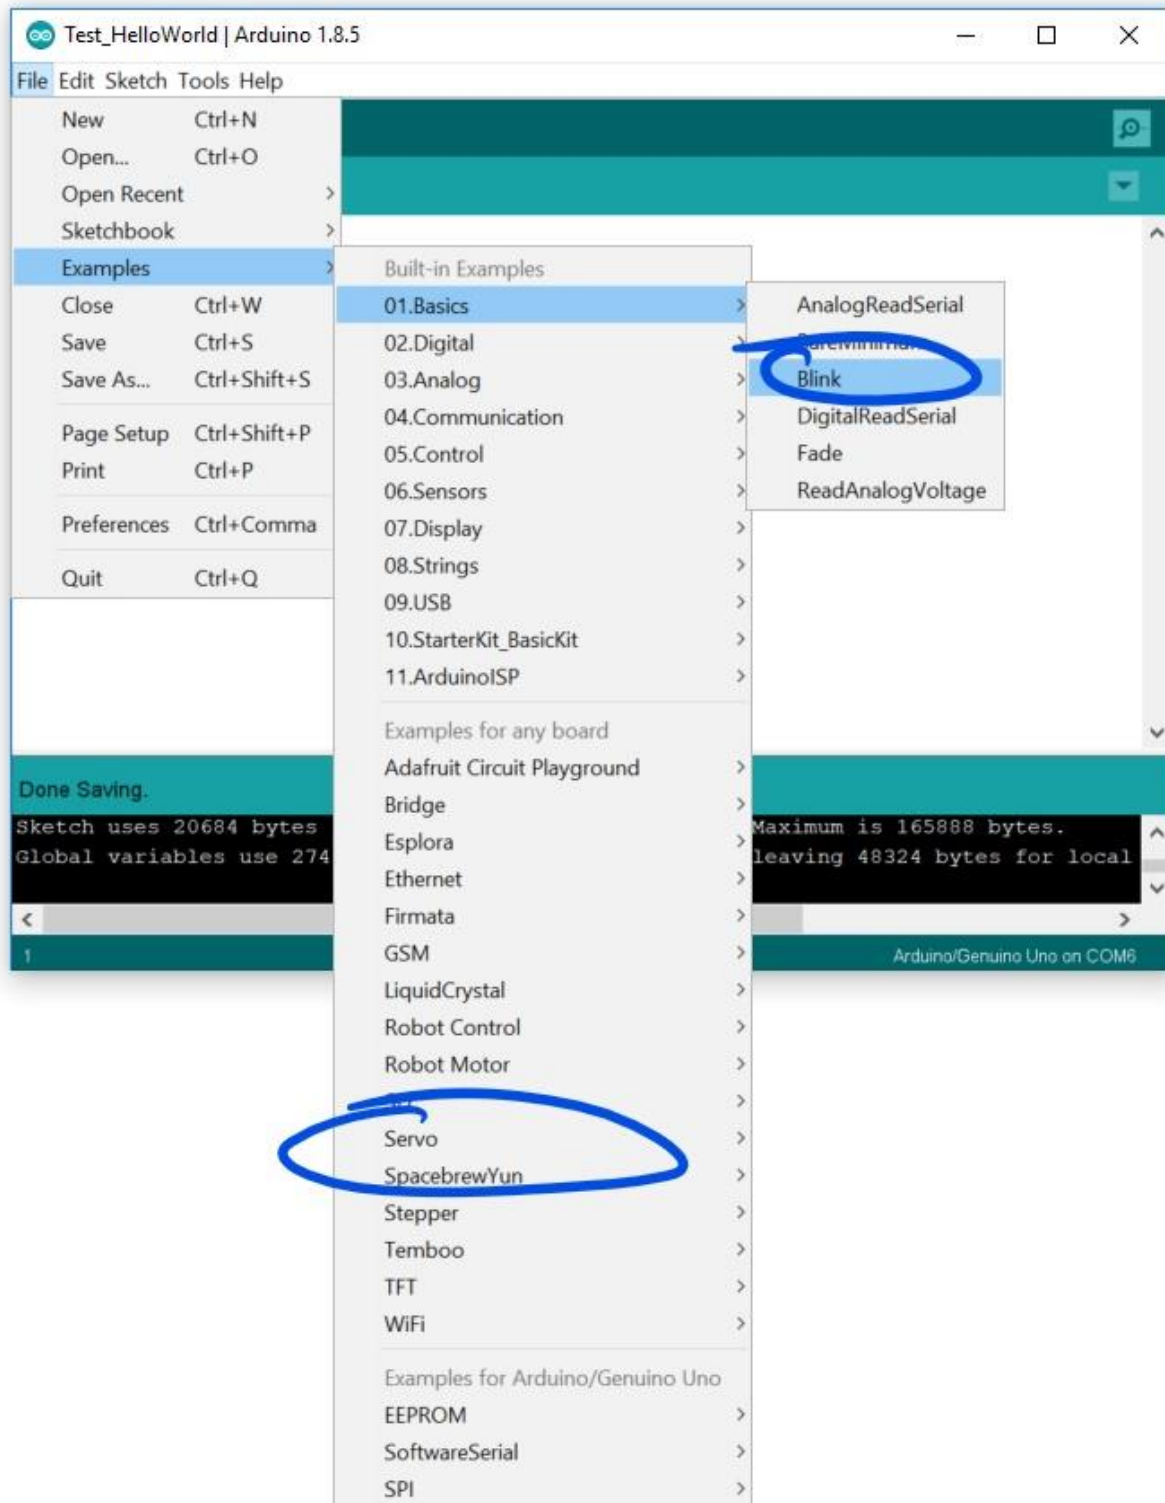 Test_HelloWorld | Arduino 1.8.5
File Edit Sketch Tools Help
New Ctrl+N
Open... Ctrl+O
Open Recent
Sketchbook
Examples
Close Ctrl+W
Save Ctrl+S
Save As... Ctrl+Shift+S
Page Setup Ctrl+Shift+P
Print Ctrl+P
Preferences Ctrl+Comma
Quit Ctrl+Q
Built-in Examples
01.Basics
02.Digital
03.Analog
04.Communication
05.Control
06.Sensors
07.Display
08.Strings
09.USB
10.StarterKit_BasicKit
11.ArduinoISP
Examples for any board
Adafruit Circuit Playground
Bridge
Esplora
Ethernet
Firmata
GSM
LiquidCrystal
Robot Control
Robot Motor
Servo
SpacebrewYun
Stepper
Temboo
TFT
WiFi
Examples for Arduino/Genuino Uno
EEPROM
SoftwareSerial
SPI
AnalogReadSerial
BareMinimum
Blink
DigitalReadSerial
Fade
ReadAnalogVoltage
Done Saving.
Sketch uses 20684 bytes Maximum is 165888 bytes.
Global variables use 274 leaving 48324 bytes for local
1 Arduino/Genuino Uno on COM6